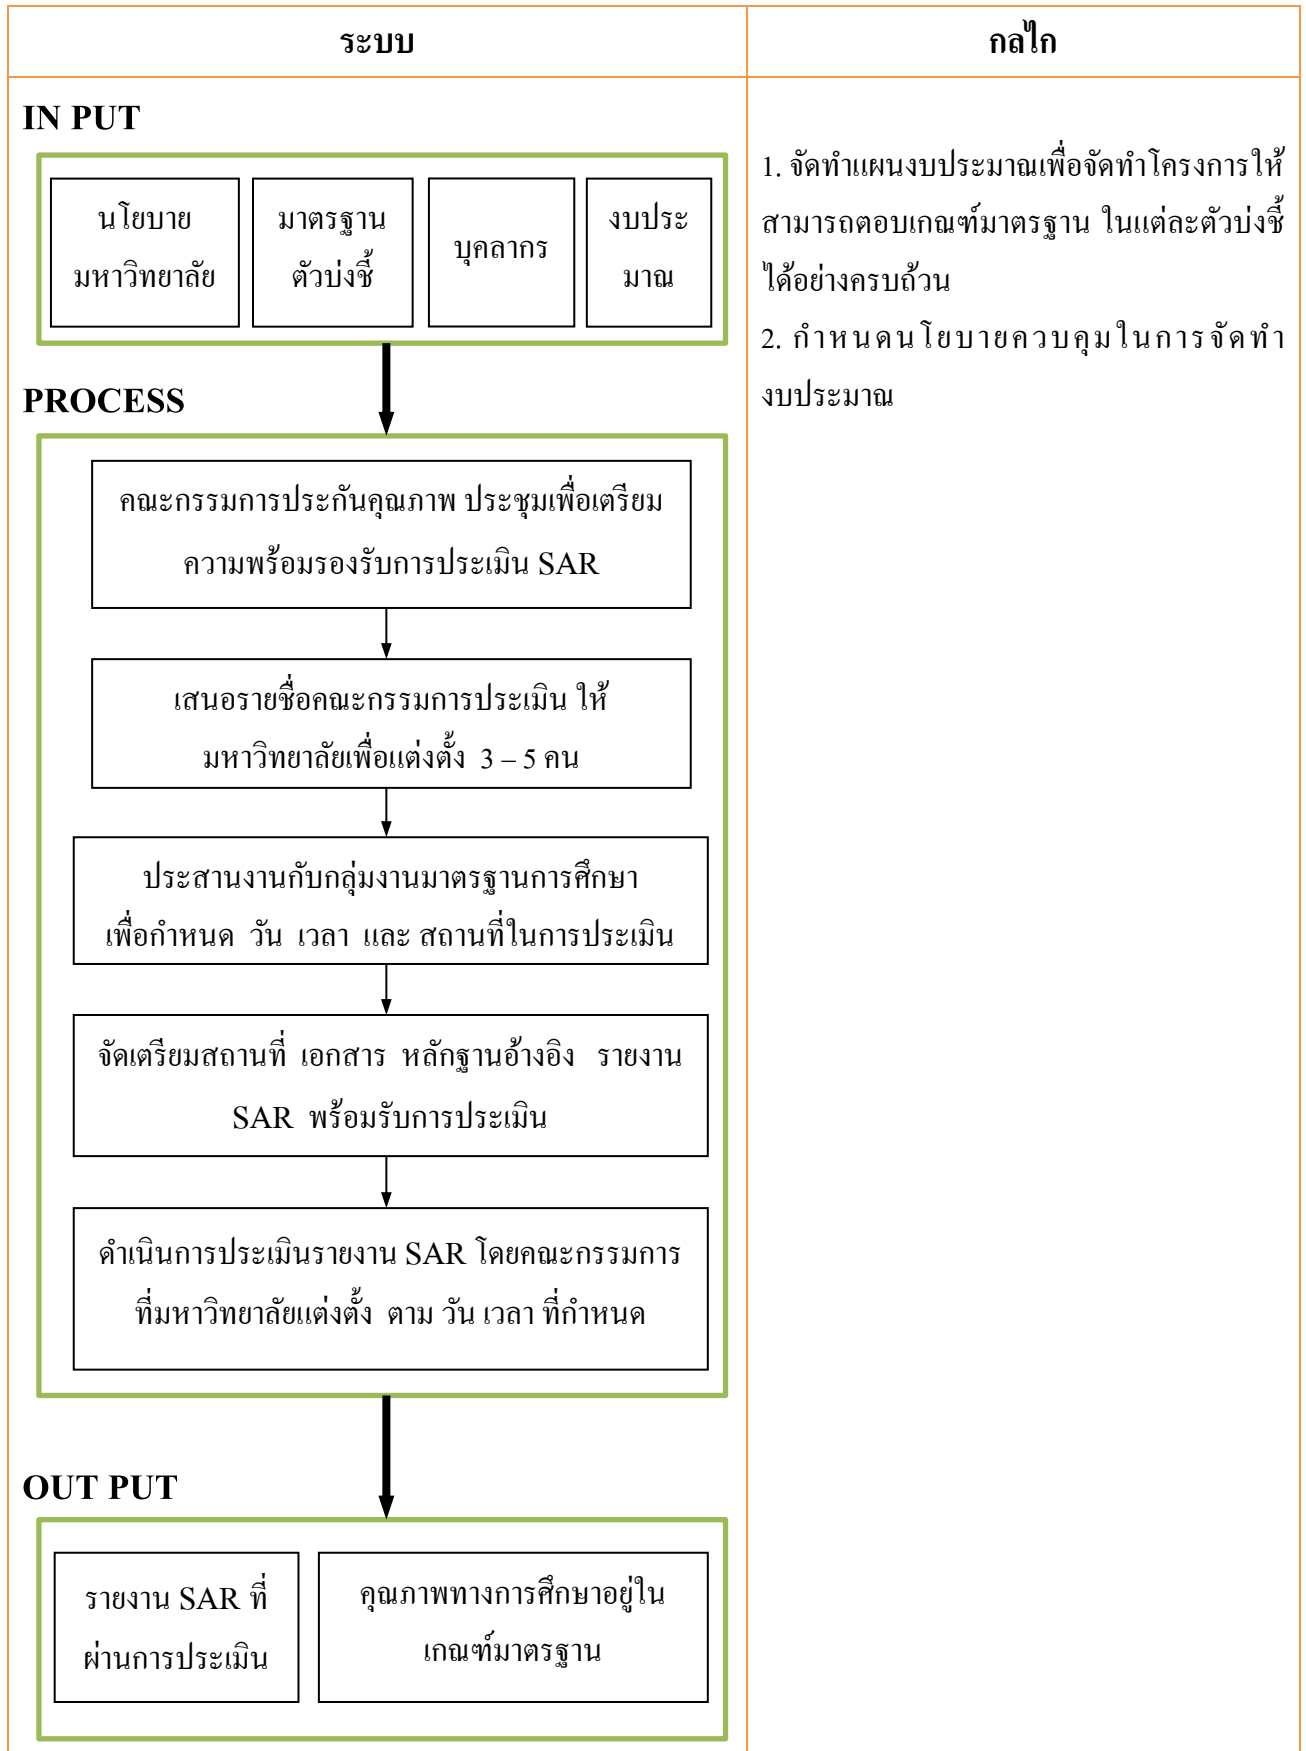 ระบบ
กลไก
IN PUT
นโยบาย
มหาวิทยาลัย
มาตรฐาน
ตัวบ่งชี้
บุคลากร
งบประ
มาณ
PROCESS
คณะกรรมการประกันคุณภาพ ประชุมเพื่อเตรียม
ความพร้อมรองรับการประเมิน SAR
เสนอรายชื่อคณะกรรมการประเมิน ให้
มหาวิทยาลัยเพื่อแต่งตั้ง 3 – 5 คน
ประสานงานกับกลุ่มงานมาตรฐานการศึกษา
เพื่อกำหนด วัน เวลา และ สถานที่ในการประเมิน
จัดเตรียมสถานที่ เอกสาร หลักฐานอ้างอิง รายงาน
SAR พร้อมรับการประเมิน
ดำเนินการประเมินรายงาน SAR โดยคณะกรรมการ
ที่มหาวิทยาลัยแต่งตั้ง ตาม วัน เวลา ที่กำหนด
OUT PUT
รายงาน SAR ที่
ผ่านการประเมิน
คุณภาพทางการศึกษาอยู่ใน
เกณฑ์มาตรฐาน
1. จัดทำแผนงบประมาณเพื่อจัดทำโครงการให้
สามารถตอบเกณฑ์มาตรฐาน ในแต่ละตัวบ่งชี้
ได้อย่างครบถ้วน
2. กำหนดนโยบายควบคุมในการจัดทำ
งบประมาณ